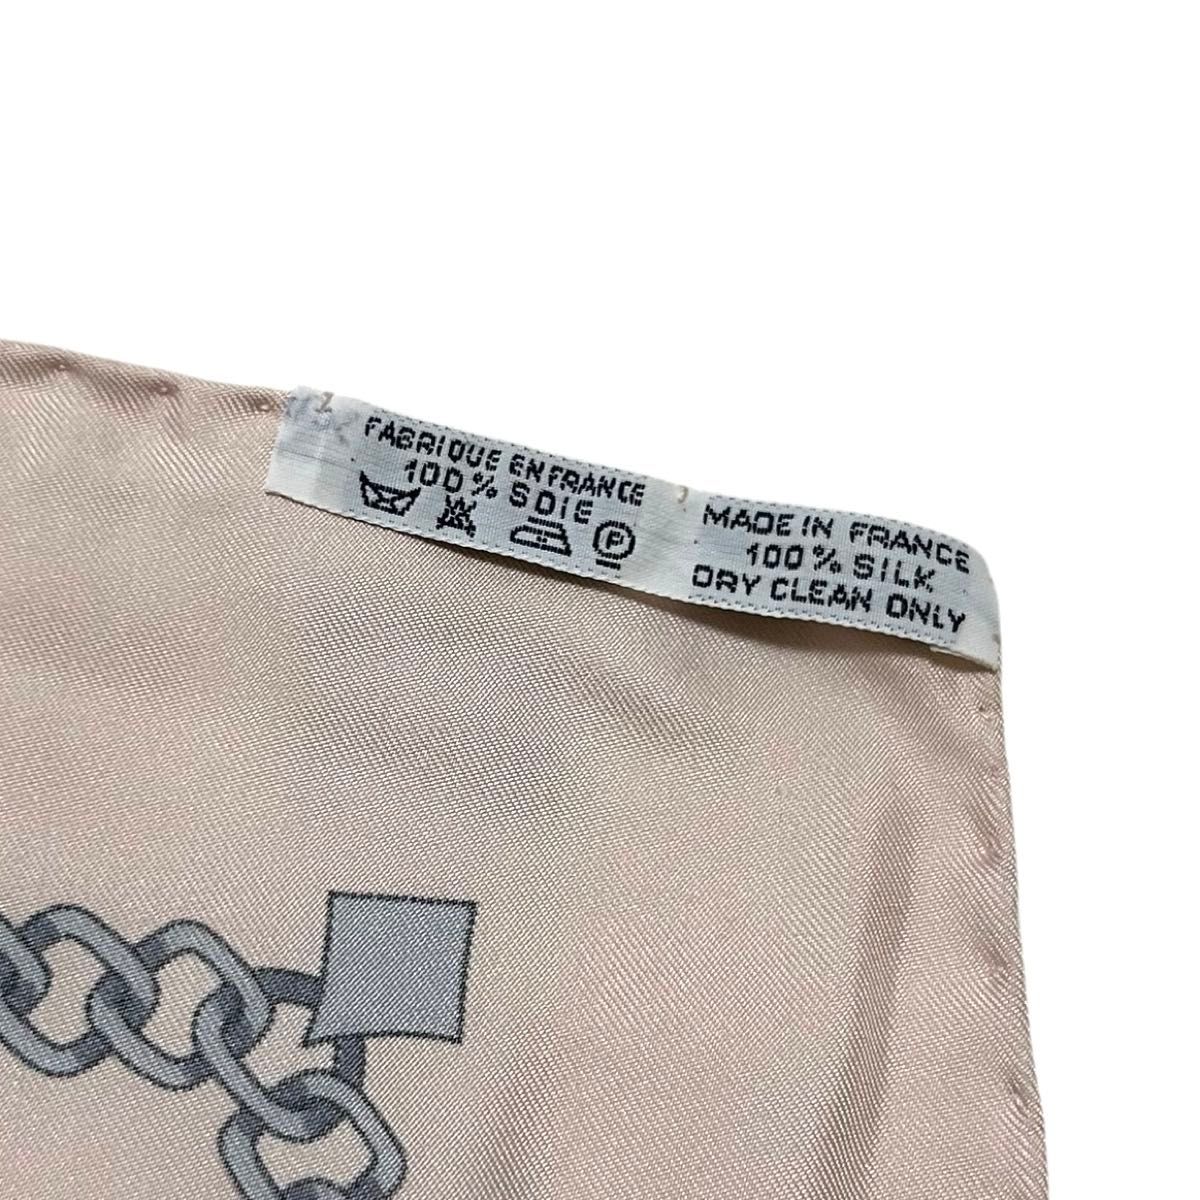 FABRIQUE EN FRANCE
100% SOIE
P
MADE IN FRANCE
100% SILK
DRY CLEAN ONLY